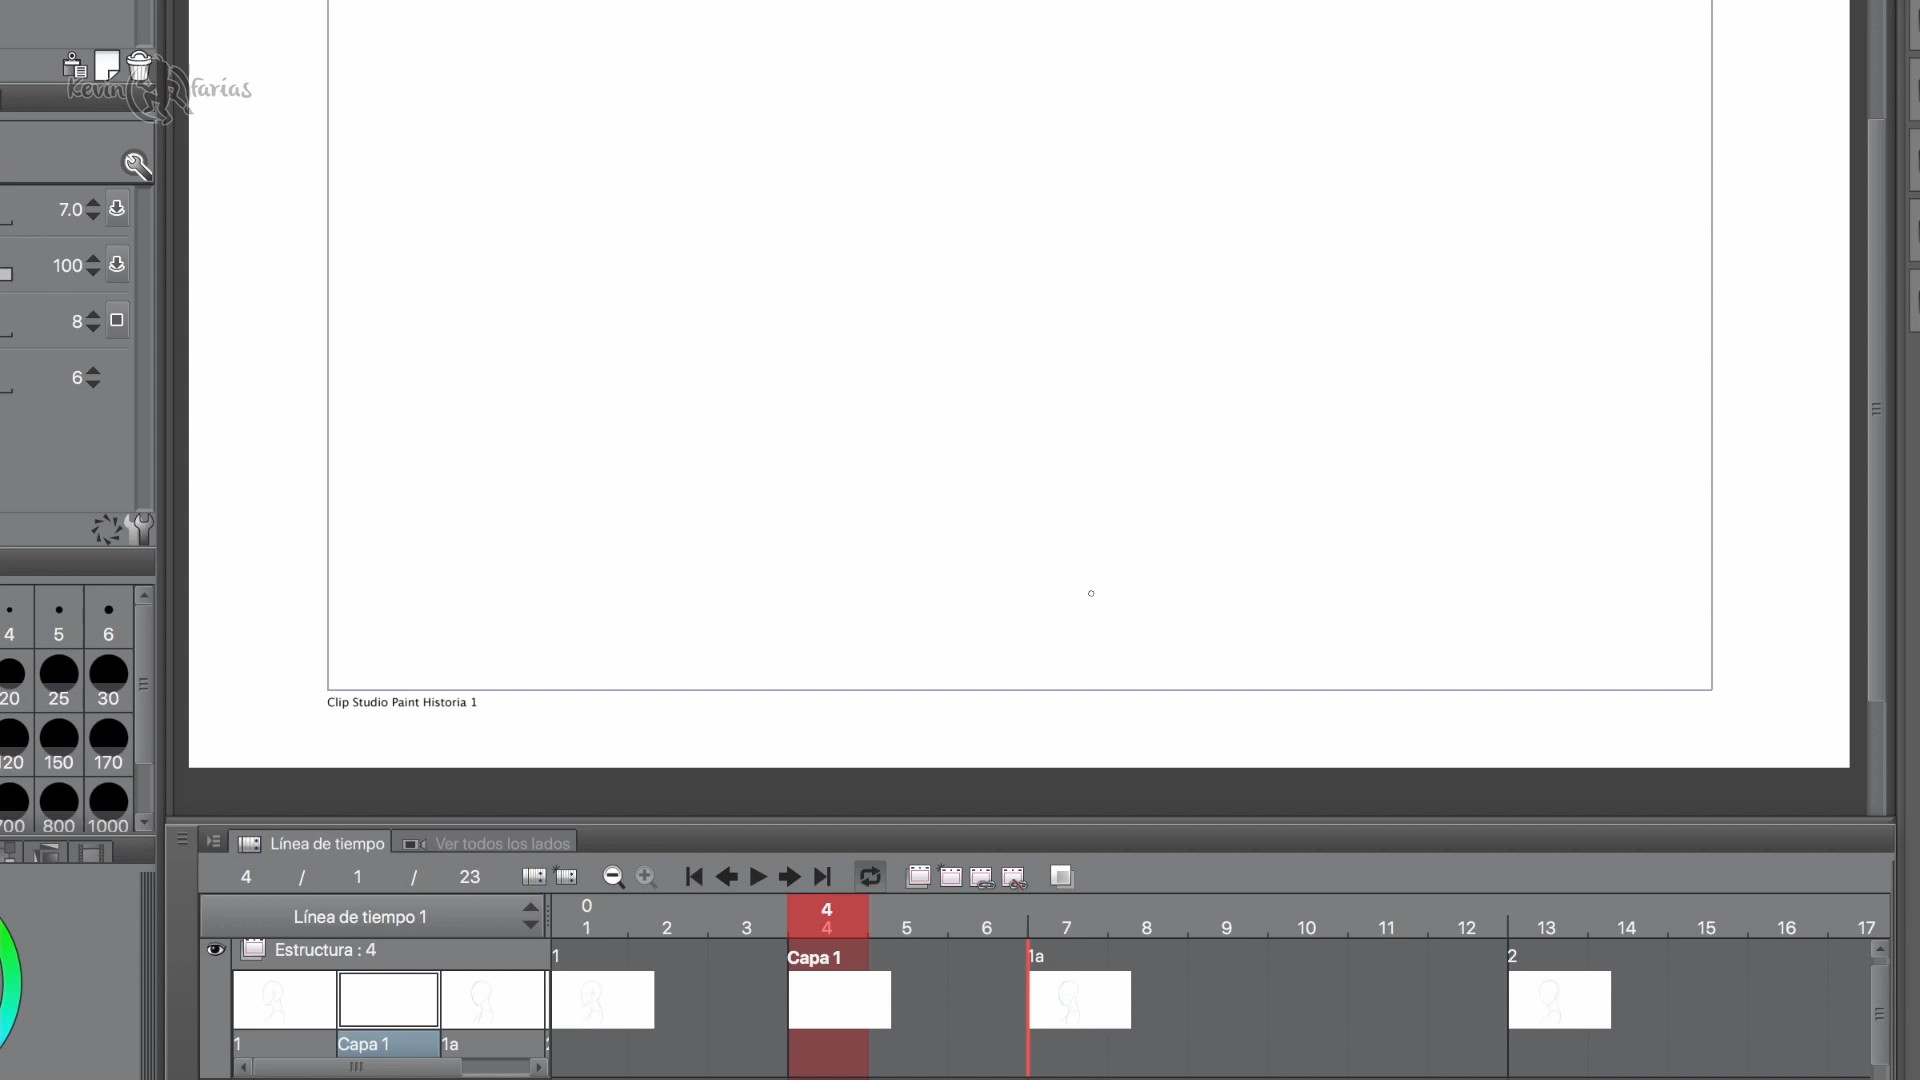 Kevin farias
7.0
100
8
6
4 5 6
20 25 30
120 150 170
700 800 1000
Clip Studio Paint Historia 1
Línea de tiempo Ver todos los lados
4 / 1 / 23
Línea de tiempo 1
0 4
1 2 3 4 5 6 7 8 9 10 11 12 13 14 15 16 17
Estructura : 4
1 Capa 1 1a 2
1 Capa 1 1a